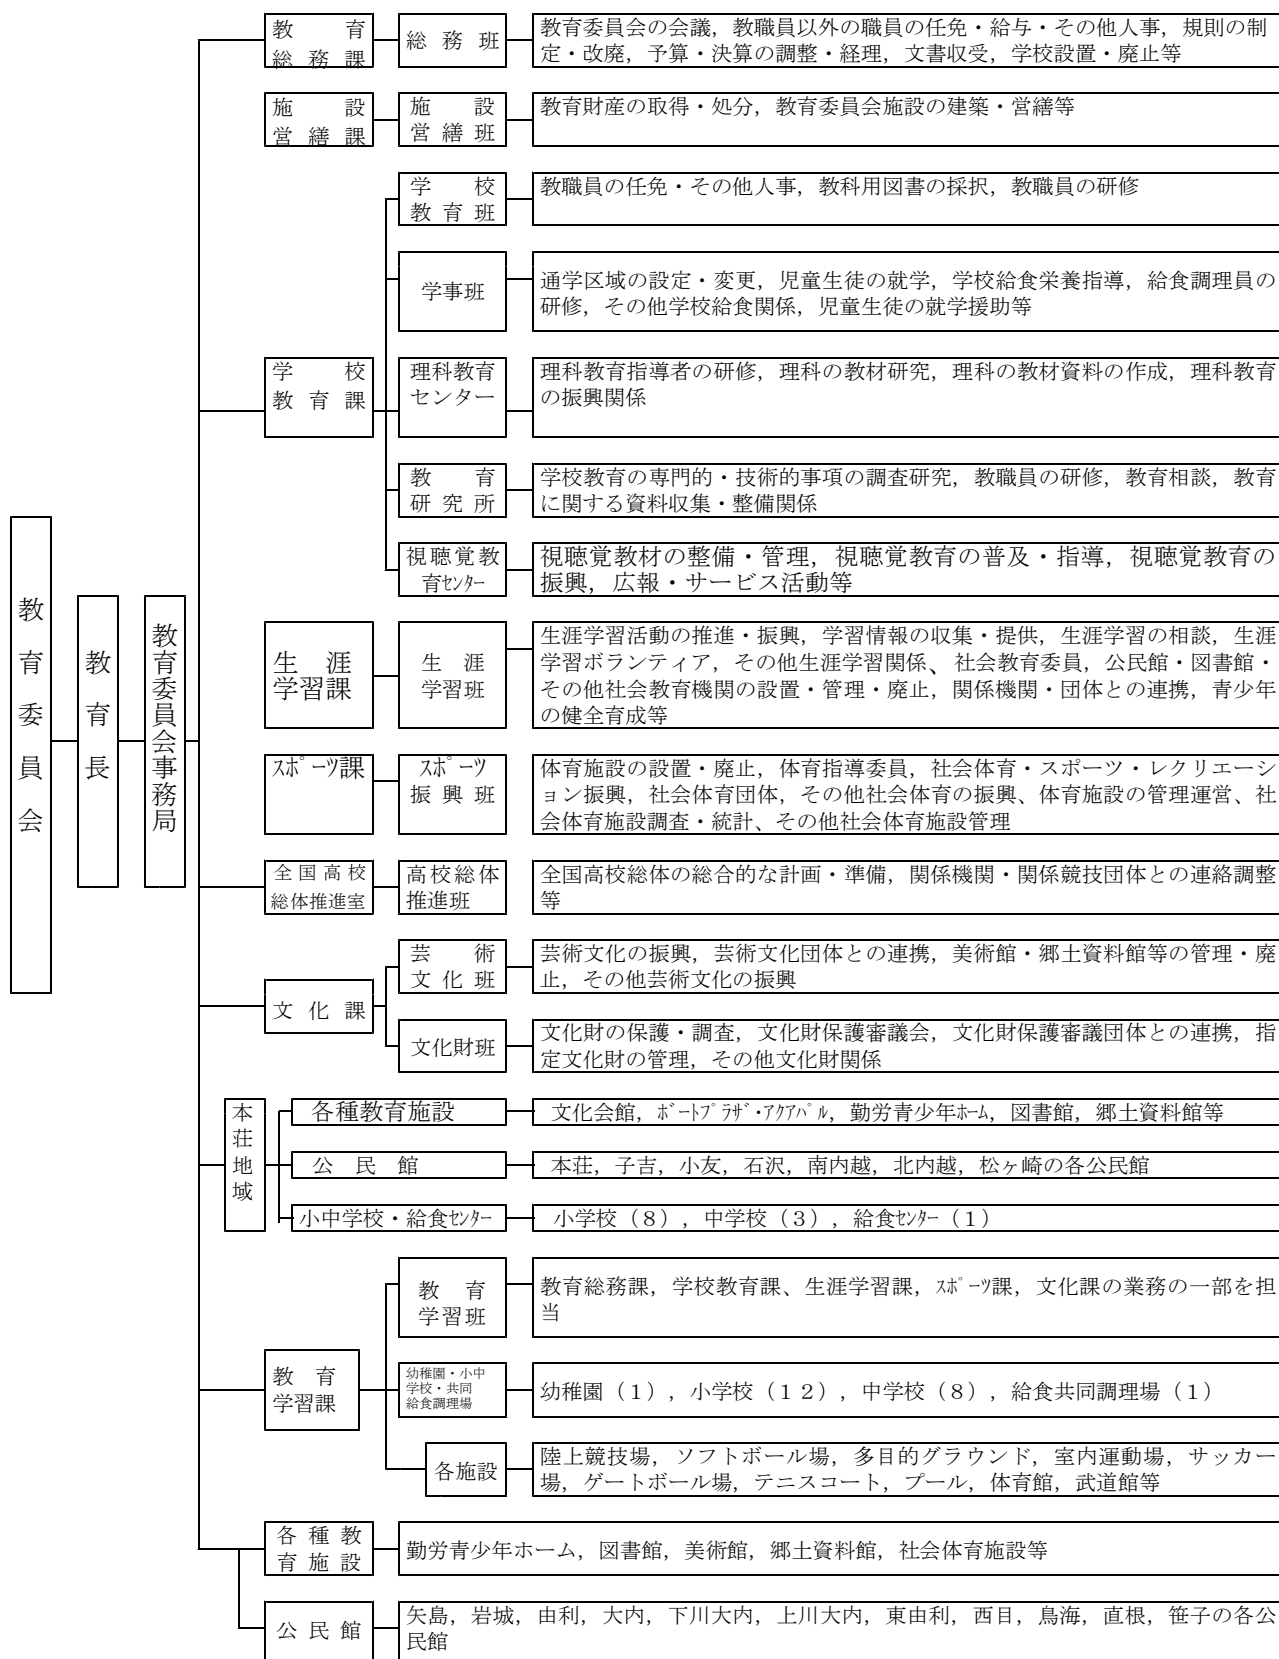 教育委員会
教育長
教育委員会事務局
教育
総務課
総務班
教育委員会の会議，教職員以外の職員の任免・給与・その他人事，規則の制
定・改廃，予算・決算の調整・経理，文書収受，学校設置・廃止等
施設
営繕課
施設
営繕班
教育財産の取得・処分，教育委員会施設の建築・営繕等
学校
教育課
学校
教育班
教職員の任免・その他人事，教科用図書の採択，教職員の研修
学事班
通学区域の設定・変更，児童生徒の就学，学校給食栄養指導，給食調理員の
研修，その他学校給食関係，児童生徒の就学援助等
理科教育
センター
理科教育指導者の研修，理科の教材研究，理科の教材資料の作成，理科教育
の振興関係
教育
研究所
学校教育の専門的・技術的事項の調査研究，教職員の研修，教育相談，教育
に関する資料収集・整備関係
視聴覚教
育ｾﾝﾀｰ
視聴覚教材の整備・管理，視聴覚教育の普及・指導，視聴覚教育の
振興，広報・サービス活動等
生涯
学習課
生涯
学習班
生涯学習活動の推進・振興，学習情報の収集・提供，生涯学習の相談，生涯
学習ボランティア，その他生涯学習関係、社会教育委員，公民館・図書館・
その他社会教育機関の設置・管理・廃止，関係機関・団体との連携，青少年
の健全育成等
ｽﾎﾟｰﾂ課
ｽﾎﾟｰﾂ
振興班
体育施設の設置・廃止，体育指導委員，社会体育・スポーツ・レクリエーシ
ョン振興，社会体育団体，その他社会体育の振興、体育施設の管理運営、社
会体育施設調査・統計、その他社会体育施設管理
全国高校
総体推進室
高校総体
推進班
全国高校総体の総合的な計画・準備，関係機関・関係競技団体との連絡調整
等
文化課
芸術
文化班
芸術文化の振興，芸術文化団体との連携，美術館・郷土資料館等の管理・廃
止，その他芸術文化の振興
文化財班
文化財の保護・調査，文化財保護審議会，文化財保護審議団体との連携，指
定文化財の管理，その他文化財関係
本荘地域
各種教育施設
文化会館，ﾎﾞｰﾄﾌﾟﾗｻﾞ・ｱｸｱﾊﾟﾙ，勤労青少年ﾎｰﾑ，図書館，郷土資料館等
公民館
本荘，子吉，小友，石沢，南内越，北内越，松ヶ崎の各公民館
小中学校・給食ｾﾝﾀｰ
小学校（８），中学校（３），給食ｾﾝﾀｰ（１）
教育
学習課
教育
学習班
教育総務課，学校教育課、生涯学習課，ｽﾎﾟｰﾂ課，文化課の業務の一部を担
当
幼稚園・小中
学校・共同
給食調理場
幼稚園（１），小学校（１２），中学校（８），給食共同調理場（１）
各施設
陸上競技場，ソフトボール場，多目的グラウンド，室内運動場，サッカー
場，ゲートボール場，テニスコート，プール，体育館，武道館等
各種教
育施設
勤労青少年ホーム，図書館，美術館，郷土資料館，社会体育施設等
公民館
矢島，岩城，由利，大内，下川大内，上川大内，東由利，西目，鳥海，直根，笹子の各公
民館